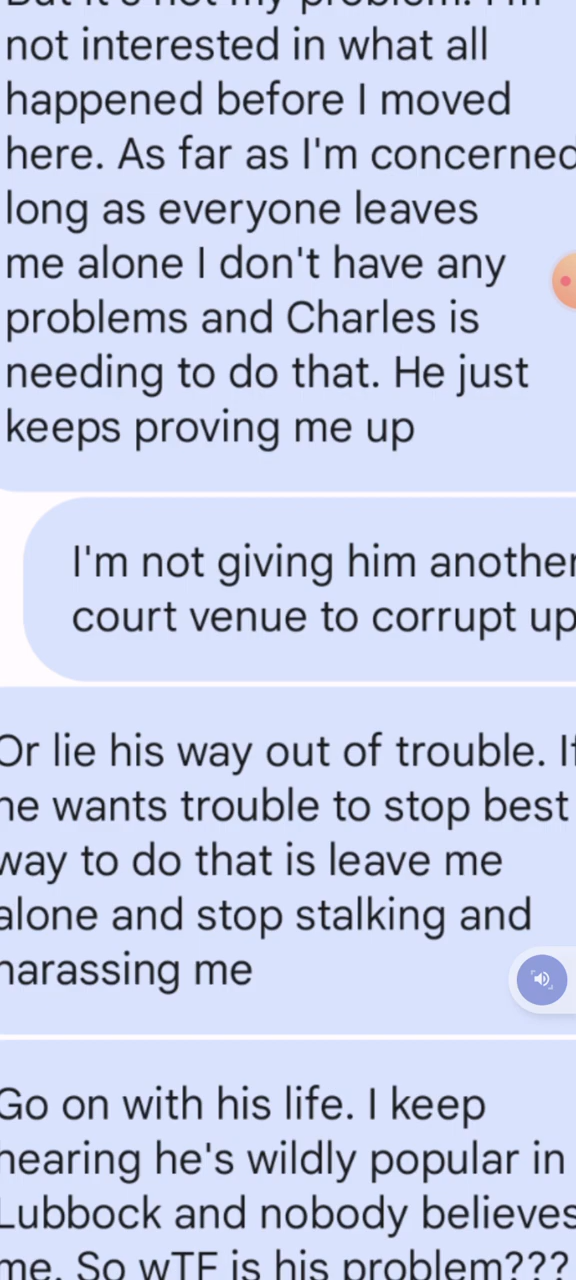 not interested in what all
happened before I moved
here. As far as I'm concerned
long as everyone leaves
me alone I don't have any
problems and Charles is
needing to do that. He just
keeps proving me up
I'm not giving him another
court venue to corrupt up
Or lie his way out of trouble. If
he wants trouble to stop best
way to do that is leave me
alone and stop stalking and
harassing me
Go on with his life. I keep
hearing he's wildly popular in
Lubbock and nobody believes
me. So wTF is his problem???